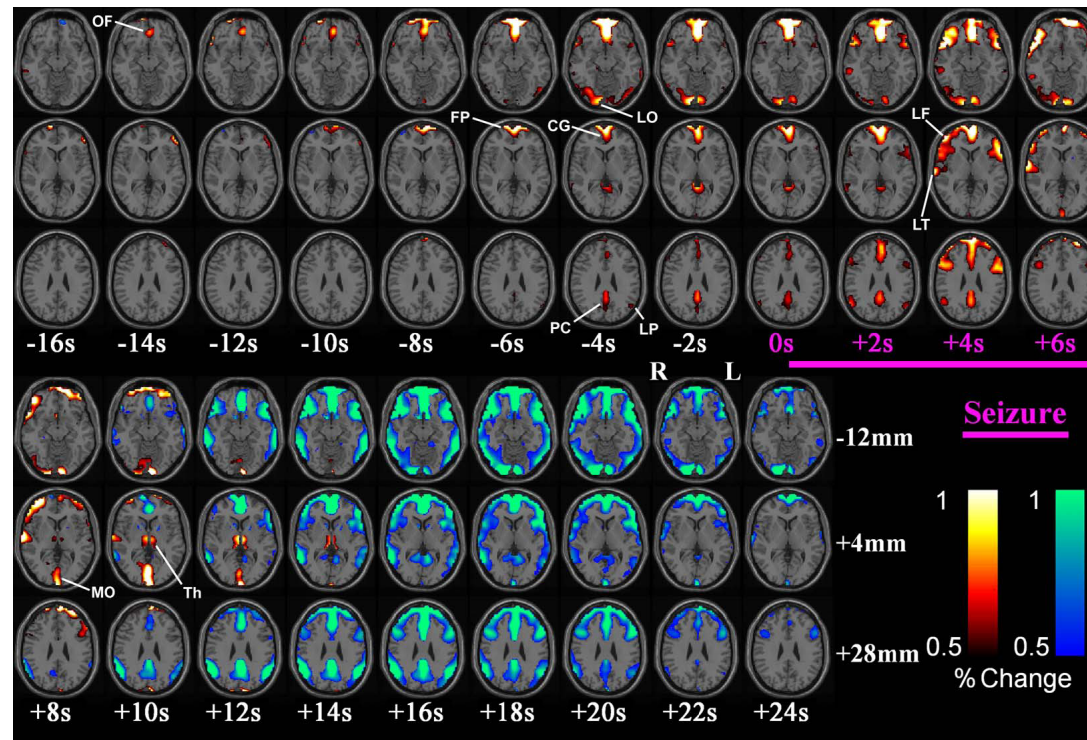 OF
LO
FP
CG
LF
LT
PC
LP
-16s -14s -12s -10s -8s -6s -4s -2s 0s +2s +4s +6s
R L
Seizure
-12mm
1 1
+4mm
MO
Th
0.5 0.5
+28mm
% Change
+8s +10s +12s +14s +16s +18s +20s +22s +24s